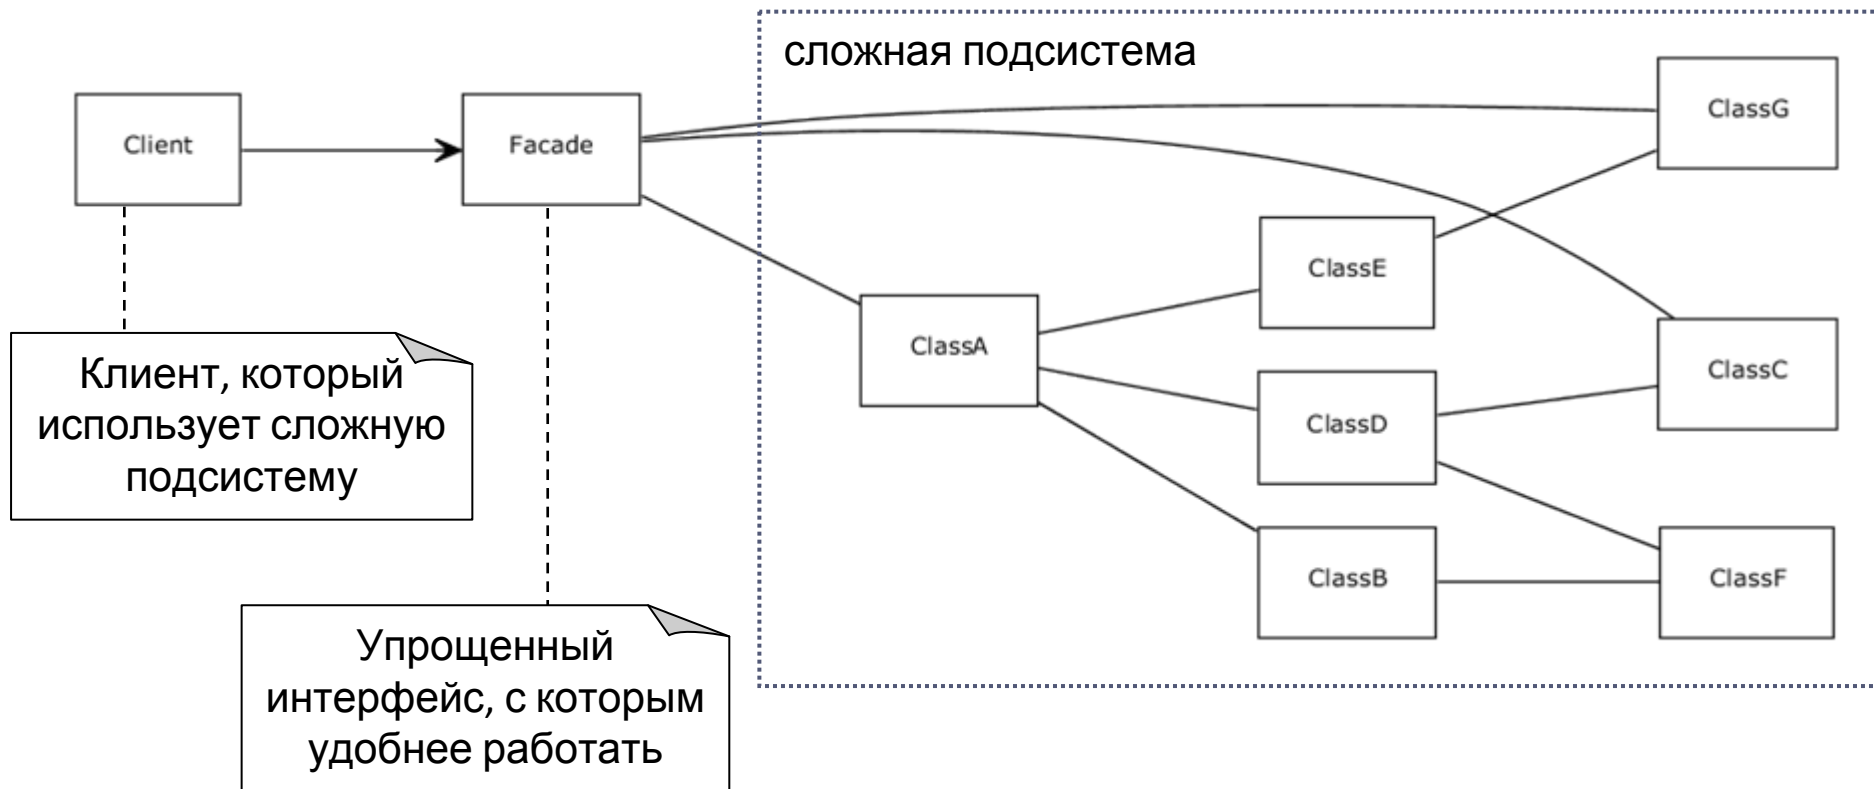 сложная подсистема
Client
Facade
ClassG
ClassE
ClassA
ClassC
ClassD
ClassB
ClassF
Клиент, который
использует сложную
подсистему
Упрощенный
интерфейс, с которым
удобнее работать